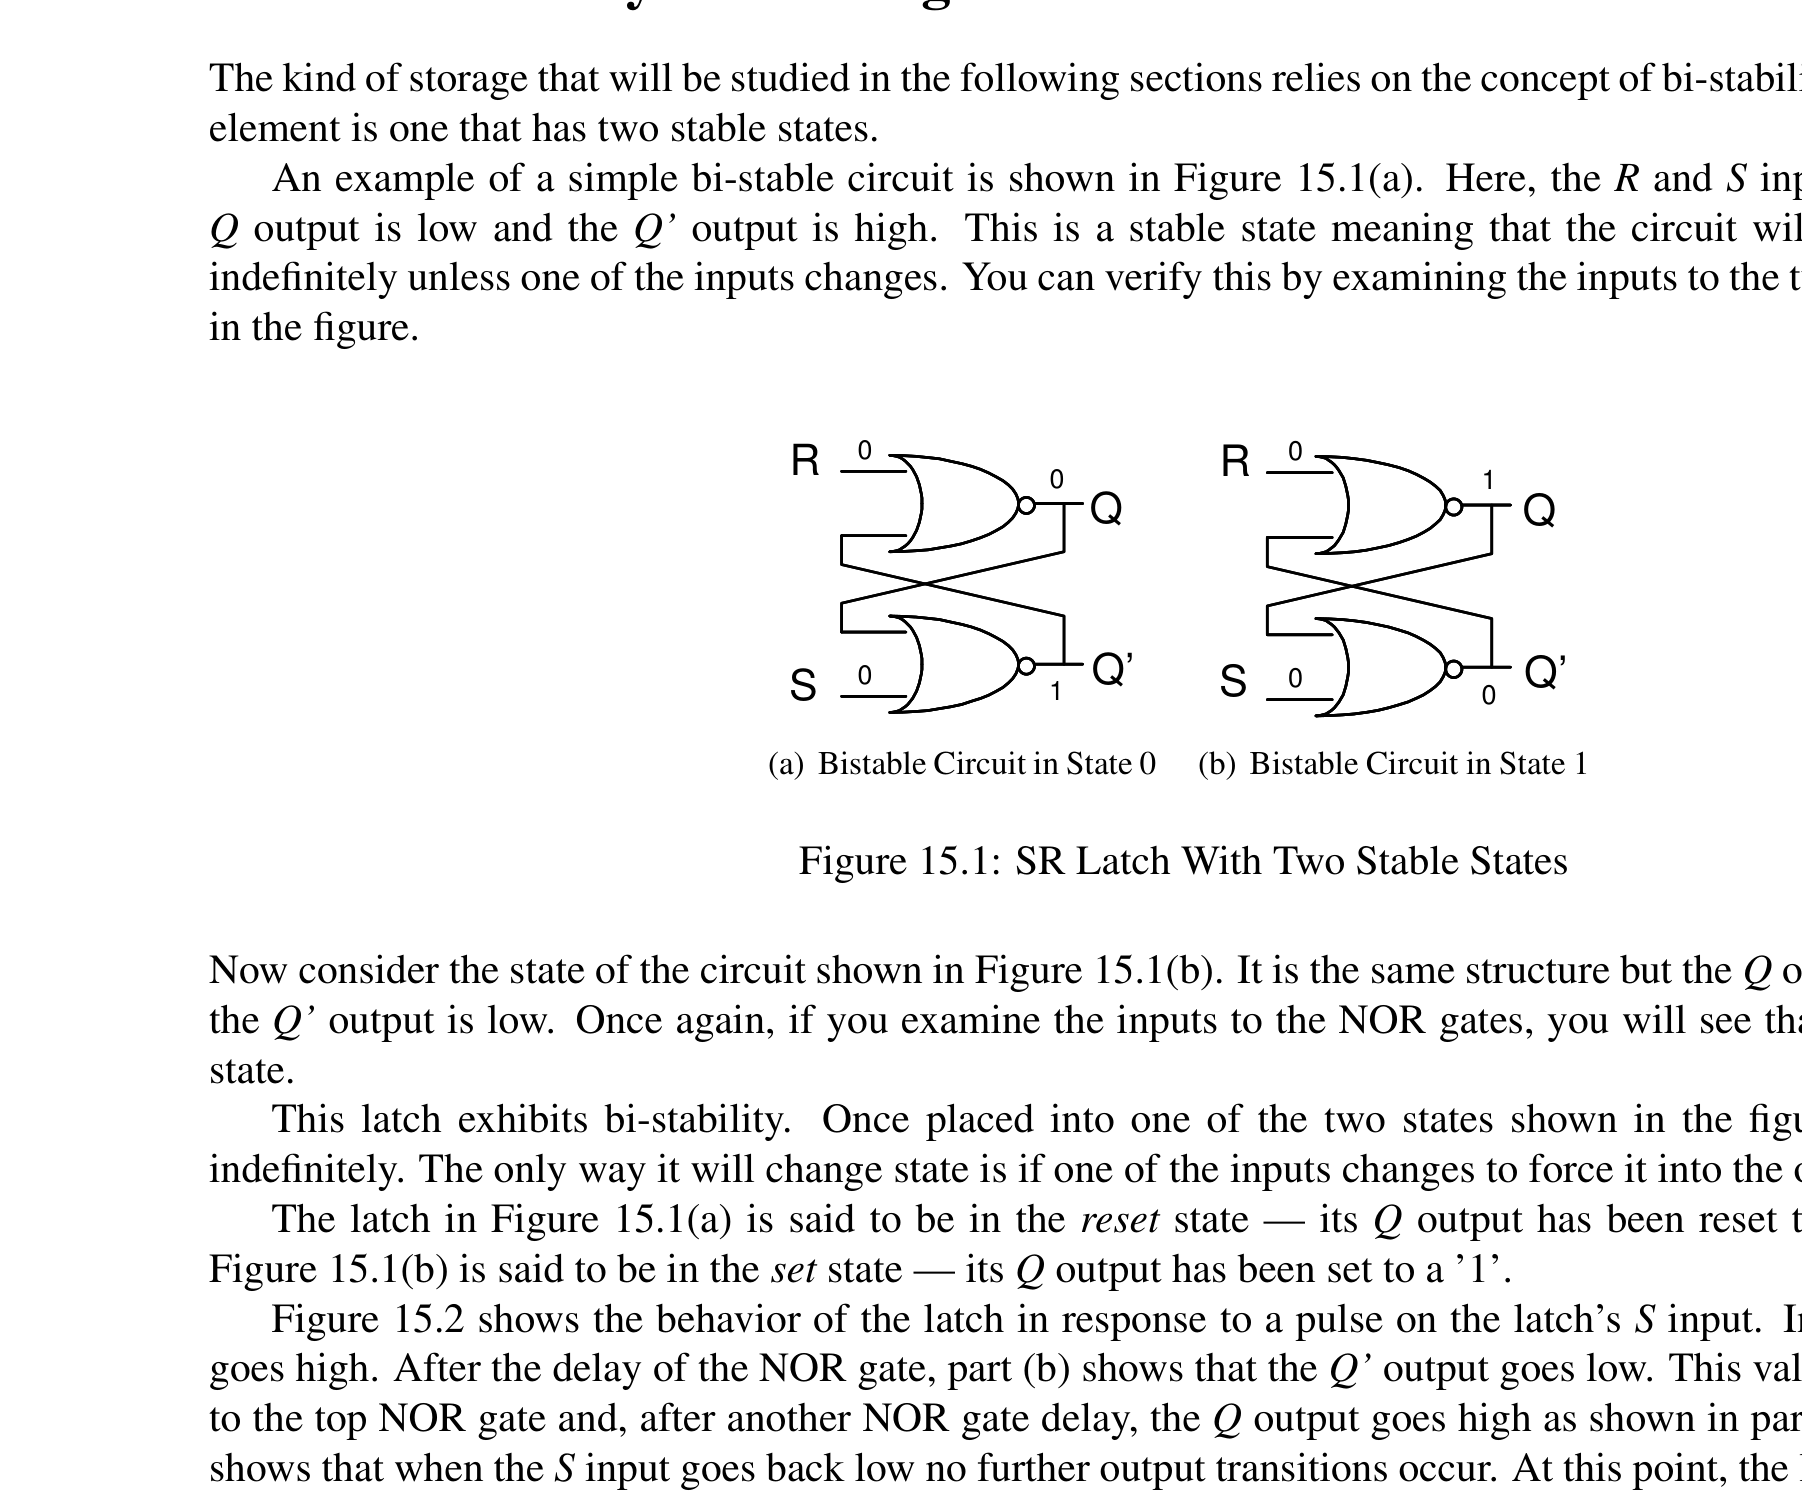 The kind of storage that will be studied in the following sections relies on the concept of bi-stabili
element is one that has two stable states.
An example of a simple bi-stable circuit is shown in Figure 15.1(a). Here, the R and S inp
Q output is low and the Q’ output is high. This is a stable state meaning that the circuit wil
indefinitely unless one of the inputs changes. You can verify this by examining the inputs to the t
in the figure.
R 0 0 Q
S 0 1 Q’
R 0 1 Q
S 0 0 Q’
(a) Bistable Circuit in State 0 (b) Bistable Circuit in State 1
Figure 15.1: SR Latch With Two Stable States
Now consider the state of the circuit shown in Figure 15.1(b). It is the same structure but the Q o
the Q’ output is low. Once again, if you examine the inputs to the NOR gates, you will see tha
state.
This latch exhibits bi-stability. Once placed into one of the two states shown in the figu
indefinitely. The only way it will change state is if one of the inputs changes to force it into the o
The latch in Figure 15.1(a) is said to be in the reset state — its Q output has been reset t
Figure 15.1(b) is said to be in the set state — its Q output has been set to a ’1’.
Figure 15.2 shows the behavior of the latch in response to a pulse on the latch’s S input. In
goes high. After the delay of the NOR gate, part (b) shows that the Q’ output goes low. This val
to the top NOR gate and, after another NOR gate delay, the Q output goes high as shown in par
shows that when the S input goes back low no further output transitions occur. At this point, the